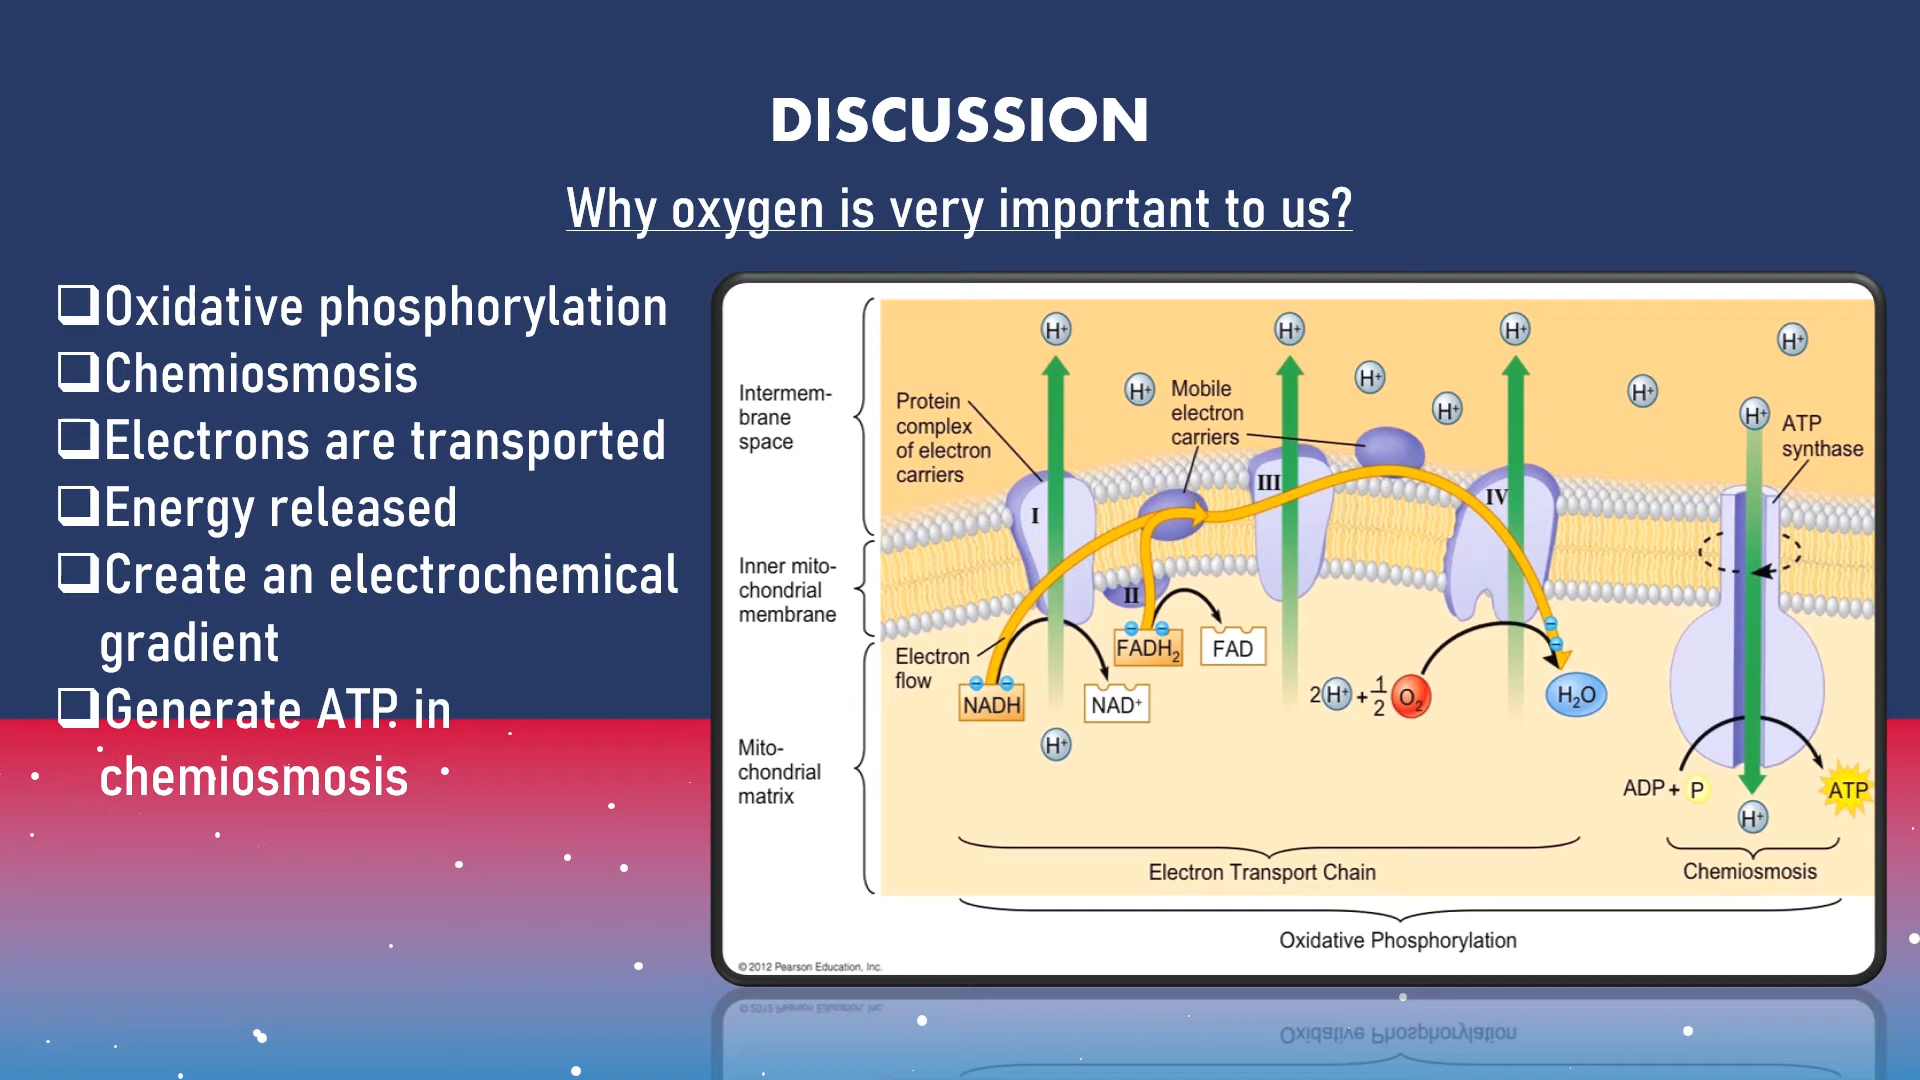 DISCUSSION
Why oxygen is very important to us?
❑Oxidative phosphorylation
❑Chemiosmosis
❑Electrons are transported
❑Energy released
❑Create an electrochemical
gradient
❑Generate ATP in
chemiosmosis
Intermem-
brane
space
Inner mito-
chondrial
membrane
Mito-
chondrial
matrix
H+
H+
H+
H+
H+
H+
H+
H+
H+
Protein
complex
of electron
carriers
Mobile
electron
carriers
ATP
synthase
I
II
III
IV
Electron
flow
NADH
NAD+
FADH2
FAD
H+
2 H+ + 1/2 O2
H2O
ADP + P
ATP
H+
Electron Transport Chain
Chemiosmosis
Oxidative Phosphorylation
© 2012 Pearson Education, Inc.